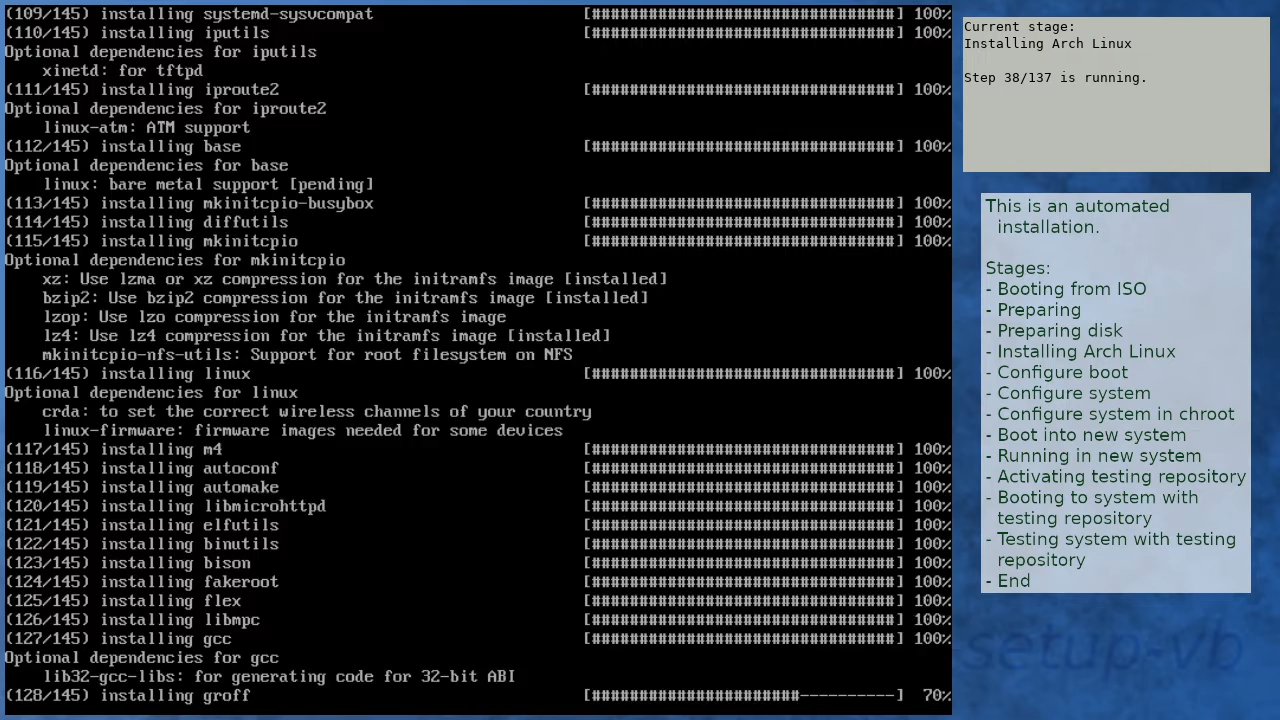 (109/145) installing systemd-sysvcompat [################################] 100%
(110/145) installing iputils [################################] 100%
Optional dependencies for iputils
xinetd: for tftpd
(111/145) installing iproute2 [################################] 100%
Optional dependencies for iproute2
linux-atm: ATM support
(112/145) installing base [################################] 100%
Optional dependencies for base
linux: bare metal support [pending]
(113/145) installing mkinitcpio-busybox [################################] 100%
(114/145) installing diffutils [################################] 100%
(115/145) installing mkinitcpio [################################] 100%
Optional dependencies for mkinitcpio
xz: Use lzma or xz compression for the initramfs image [installed]
bzip2: Use bzip2 compression for the initramfs image [installed]
lzop: Use lzo compression for the initramfs image
lz4: Use lz4 compression for the initramfs image [installed]
mkinitcpio-nfs-utils: Support for root filesystem on NFS
(116/145) installing linux [################################] 100%
Optional dependencies for linux
crda: to set the correct wireless channels of your country
linux-firmware: firmware images needed for some devices
(117/145) installing m4 [################################] 100%
(118/145) installing autoconf [################################] 100%
(119/145) installing automake [################################] 100%
(120/145) installing libmicrohttpd [################################] 100%
(121/145) installing elfutils [################################] 100%
(122/145) installing binutils [################################] 100%
(123/145) installing bison [################################] 100%
(124/145) installing fakeroot [################################] 100%
(125/145) installing flex [################################] 100%
(126/145) installing libmpc [################################] 100%
(127/145) installing gcc [################################] 100%
Optional dependencies for gcc
lib32-gcc-libs: for generating code for 32-bit ABI
(128/145) installing groff [######################----------] 70%
Current stage:
Installing Arch Linux
Step 38/137 is running.
This is an automated
installation.
Stages:
- Booting from ISO
- Preparing
- Preparing disk
- Installing Arch Linux
- Configure boot
- Configure system
- Configure system in chroot
- Boot into new system
- Running in new system
- Activating testing repository
- Booting to system with
testing repository
- Testing system with testing
repository
- End
setup-vb